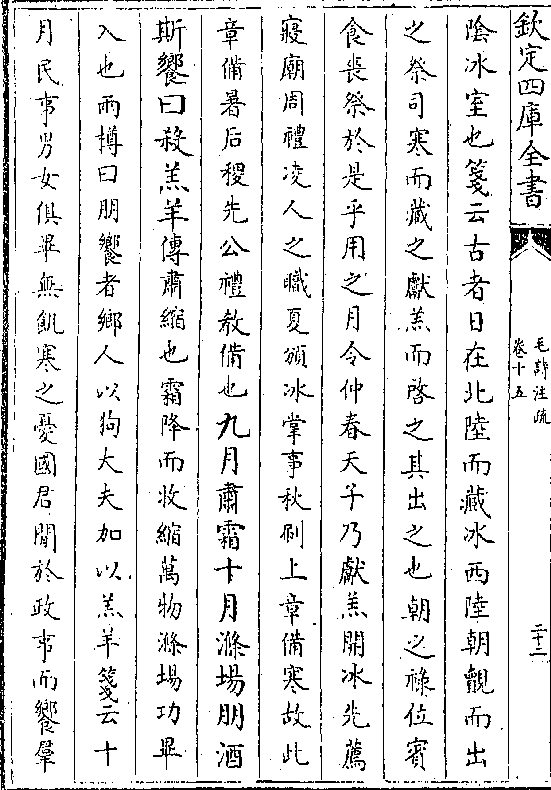 欽定四庫全書
毛詩注疏
卷十五
二十三
陰冰室也箋云古者日在北陸而藏冰西陸朝覿而出
之祭司寒而藏之獻羔而啓之其出之也朝之祿位賓
食喪祭於是乎用之月令仲春天子乃獻羔開冰先薦
寢廟周禮凌人之職夏頒冰掌事秋刷上章備寒故此
章備暑后稷先公禮教備也九月肅霜十月滌場朋酒
斯饗曰殺羔羊傳肅縮也霜降而收縮萬物滌場功畢
入也兩樽曰朋饗者鄉人以狗大夫加以羔羊箋云十
月民事男女俱畢無飢寒之憂國君閒於政事而饗羣